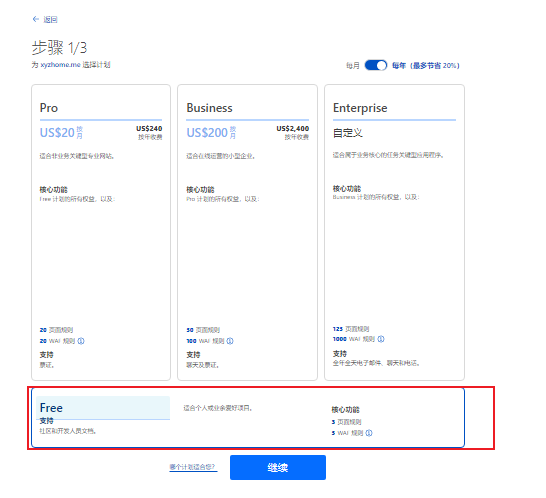 返回
步骤 1/3
为 xyzhome.me 选择计划
每月 每年（最多节省 20%）
Pro
US$20 按月
US$240
按年收费
适合非业务关键型专业网站。
核心功能
Free 计划的所有权益，以及：
20 页面规则
20 WAF 规则
支持
票证。
Business
US$200 按月
US$2,400
按年收费
适合在线运营的小型企业。
核心功能
Pro 计划的所有权益，以及：
50 页面规则
100 WAF 规则
支持
聊天及票证。
Enterprise
自定义
适合属于业务核心的任务关键型应用程序。
核心功能
Business 计划的所有权益，以及：
125 页面规则
1000 WAF 规则
支持
全年全天电子邮件、聊天和电话。
Free
支持
社区和开发人员文档。
适合个人或业余爱好项目。
核心功能
3 页面规则
5 WAF 规则
哪个计划适合您?
继续